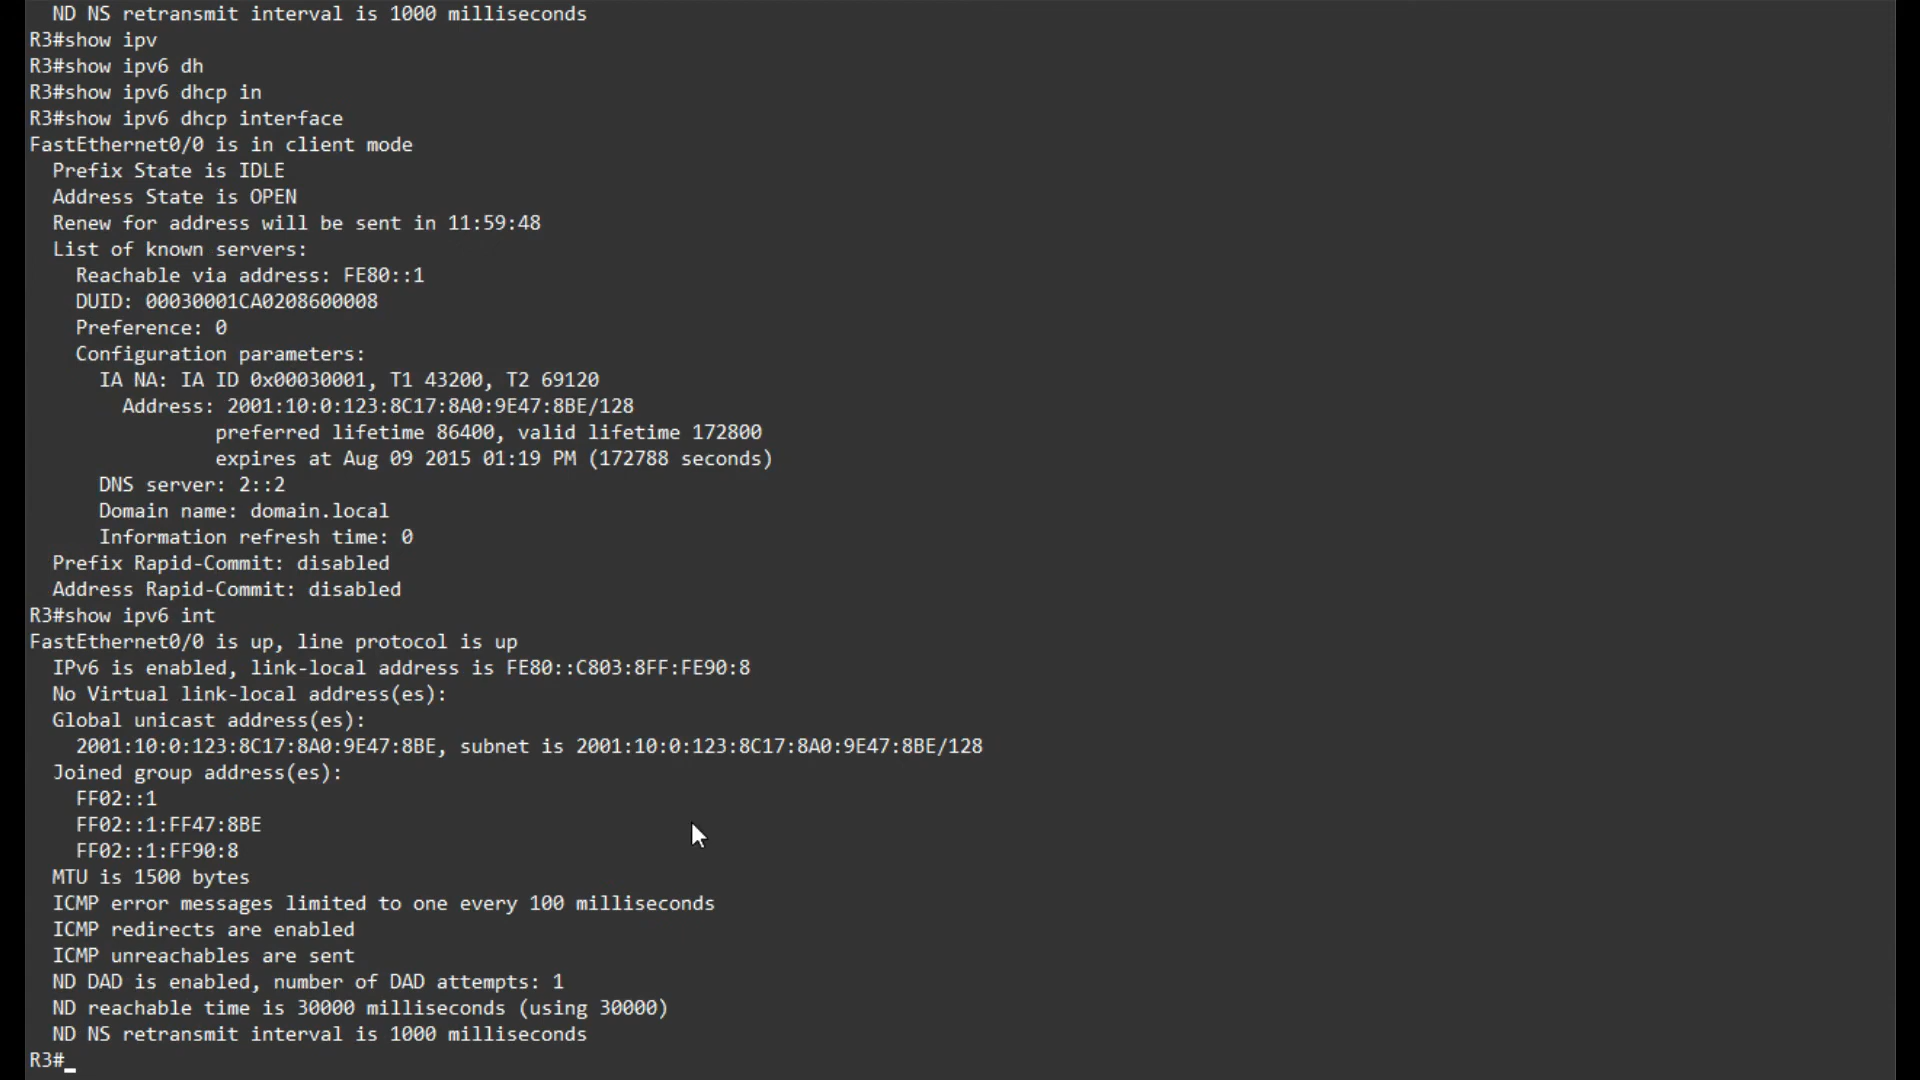 ND NS retransmit interval is 1000 milliseconds
R3#show ipv
R3#show ipv6 dh
R3#show ipv6 dhcp in
R3#show ipv6 dhcp interface
FastEthernet0/0 is in client mode
  Prefix State is IDLE
  Address State is OPEN
  Renew for address will be sent in 11:59:48
  List of known servers:
    Reachable via address: FE80::1
    DUID: 00030001CA0208600008
    Preference: 0
    Configuration parameters:
      IA NA: IA ID 0x00030001, T1 43200, T2 69120
        Address: 2001:10:0:123:8C17:8A0:9E47:8BE/128
                preferred lifetime 86400, valid lifetime 172800
                expires at Aug 09 2015 01:19 PM (172788 seconds)
      DNS server: 2::2
      Domain name: domain.local
      Information refresh time: 0
  Prefix Rapid-Commit: disabled
  Address Rapid-Commit: disabled
R3#show ipv6 int
FastEthernet0/0 is up, line protocol is up
  IPv6 is enabled, link-local address is FE80::C803:8FF:FE90:8
  No Virtual link-local address(es):
  Global unicast address(es):
    2001:10:0:123:8C17:8A0:9E47:8BE, subnet is 2001:10:0:123:8C17:8A0:9E47:8BE/128
  Joined group address(es):
    FF02::1
    FF02::1:FF47:8BE
    FF02::1:FF90:8
  MTU is 1500 bytes
  ICMP error messages limited to one every 100 milliseconds
  ICMP redirects are enabled
  ICMP unreachables are sent
  ND DAD is enabled, number of DAD attempts: 1
  ND reachable time is 30000 milliseconds (using 30000)
  ND NS retransmit interval is 1000 milliseconds
R3#